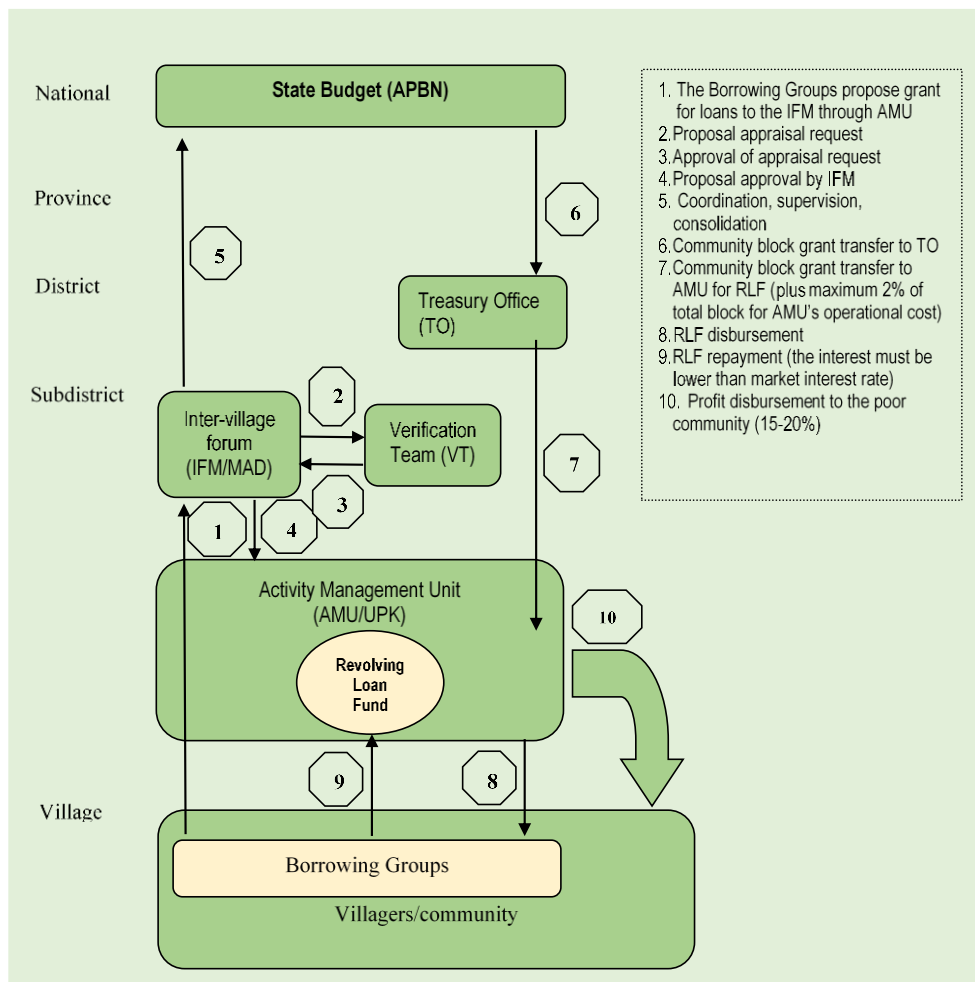 National
State Budget (APBN)
Province
District
Subdistrict
Village
5
6
Treasury Office
(TO)
2
Inter-village
forum
(IFM/MAD)
Verification
Team (VT)
7
3
1
4
Activity Management Unit
(AMU/UPK)
Revolving
Loan
Fund
10
9
8
Borrowing Groups
Villagers/community
1. The Borrowing Groups propose grant
for loans to the IFM through AMU
2.Proposal appraisal request
3.Approval of appraisal request
4.Proposal approval by IFM
5. Coordination, supervision,
consolidation
6.Community block grant transfer to TO
7.Community block grant transfer to
AMU for RLF (plus maximum 2% of
total block for AMU's operational cost)
8.RLF disbursement
9.RLF repayment (the interest must be
lower than market interest rate)
10. Profit disbursement to the poor
community (15-20%)